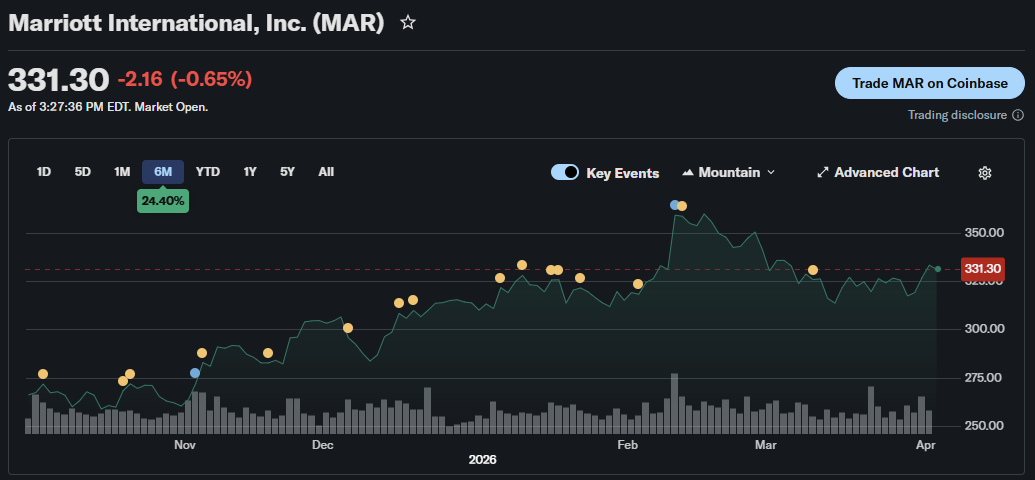 Marriott International, Inc. (MAR)
331.30 -2.16 (-0.65%)
As of 3:27:36 PM EDT. Market Open.
Trade MAR on Coinbase
Trading disclosure
1D 5D 1M 6M YTD 1Y 5Y All
Key Events Mountain Advanced Chart
24.40%
350.00
331.30
325.00
300.00
275.00
250.00
Nov Dec Feb Mar Apr
2026